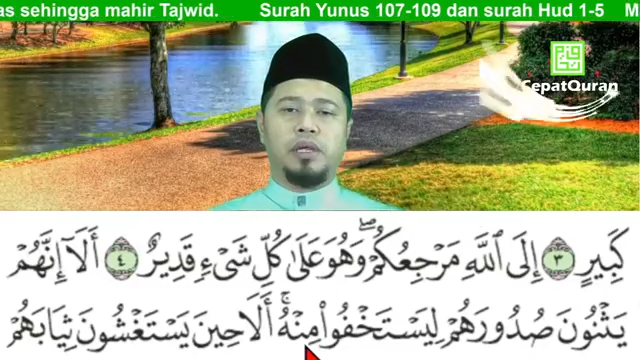 as sehingga mahir Tajwid. Surah Yunus 107-109 dan surah Hud 1-5 M
SepatQuran
كَبِيرٍ ٣ إِلَى ٱللَّهِ مَرْجِعُكُمْ ۖ وَهُوَ عَلَىٰ كُلِّ شَىْءٍ قَدِيرٌ ٤ أَلَآ إِنَّهُمْ
يَثْنُونَ صُدُورَهُمْ لِيَسْتَخْفُوا۟ مِنْهُ ۚ أَلَا حِينَ يَسْتَغْشُونَ ثِيَابَهُمْ